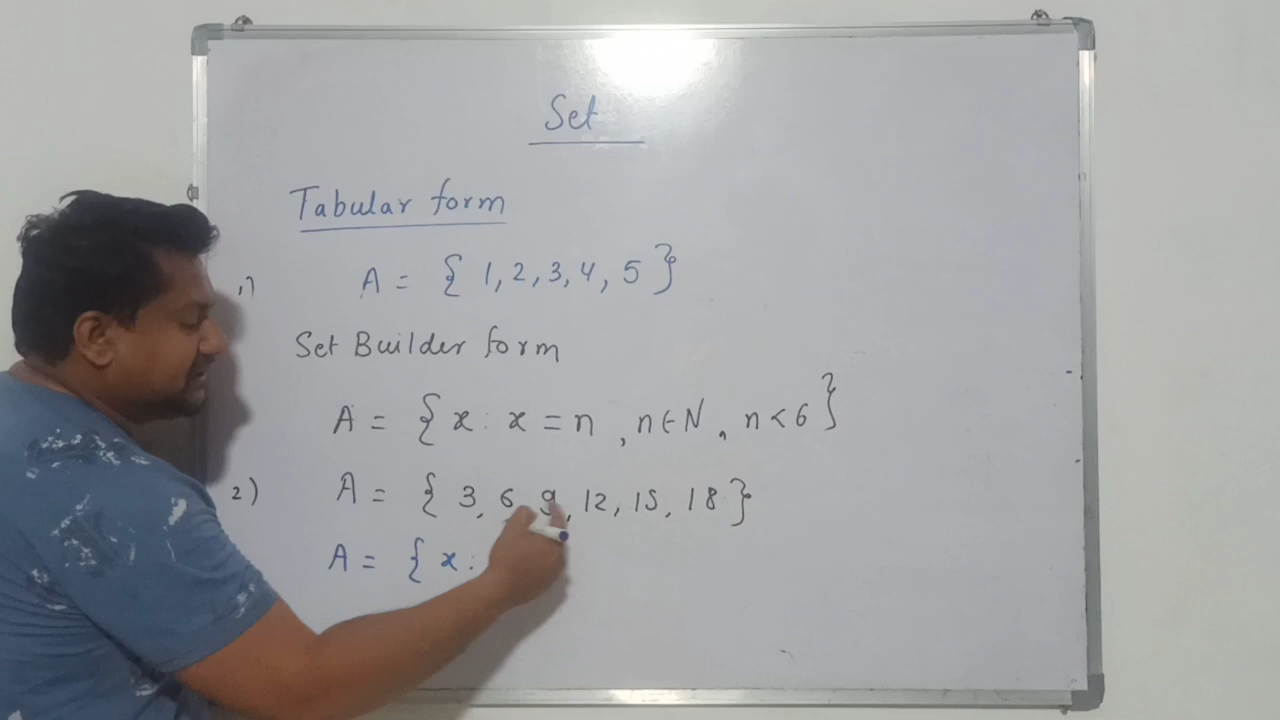 Set
Tabular form
1) A = { 1, 2, 3, 4, 5 }
Set Builder form
A = { x : x = n , n ∈ N , n < 6 }
2) A = { 3, 6, 9, 12, 15, 18 }
A = { x :